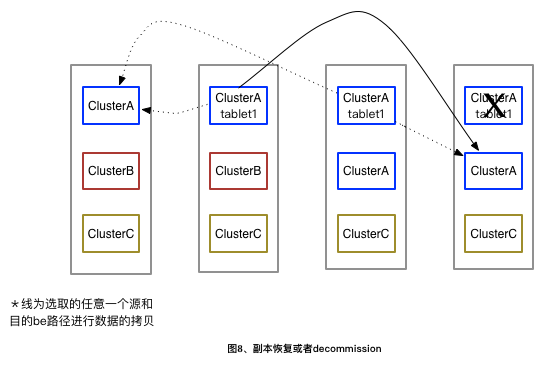 ClusterA
ClusterB
ClusterC
ClusterA
tablet1
ClusterB
ClusterC
ClusterA
tablet1
ClusterA
ClusterC
ClusterA
tablet1
ClusterA
ClusterC
*线为选取的任意一个源和
目的be路径进行数据的拷贝
图8、副本恢复或者decommission